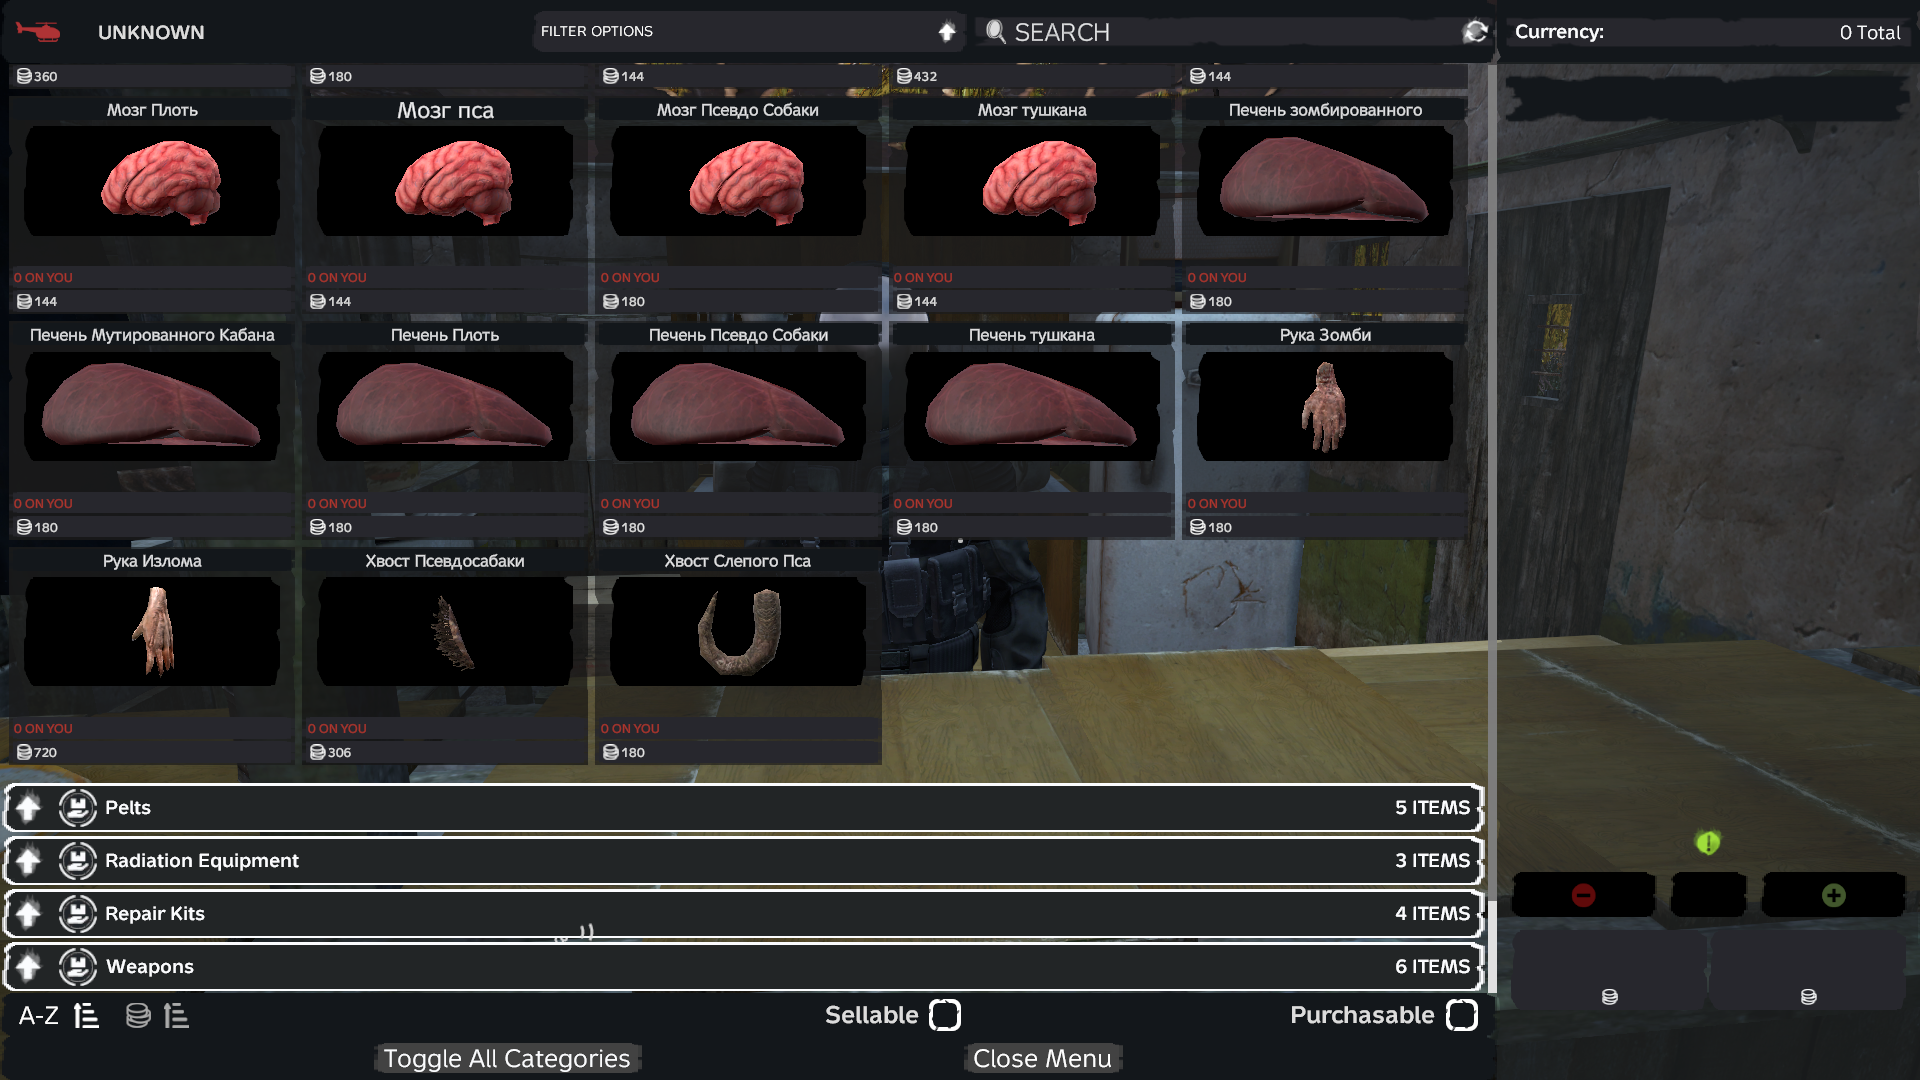 UNKNOWN
FILTER OPTIONS
SEARCH
Currency:
0 Total
360
180
144
432
144
Мозг Плоть
Мозг пса
Мозг Псевдо Собаки
Мозг тушкана
Печень зомбированного
0 ON YOU
0 ON YOU
0 ON YOU
0 ON YOU
0 ON YOU
144
144
180
144
180
Печень Мутированного Кабана
Печень Плоть
Печень Псевдо Собаки
Печень тушкана
Рука Зомби
0 ON YOU
0 ON YOU
0 ON YOU
0 ON YOU
0 ON YOU
180
180
180
180
180
Рука Излома
Хвост Псевдосабаки
Хвост Слепого Пса
0 ON YOU
0 ON YOU
0 ON YOU
720
306
180
Pelts
5 ITEMS
Radiation Equipment
3 ITEMS
Repair Kits
4 ITEMS
Weapons
6 ITEMS
A-Z
Sellable
Purchasable
Toggle All Categories
Close Menu